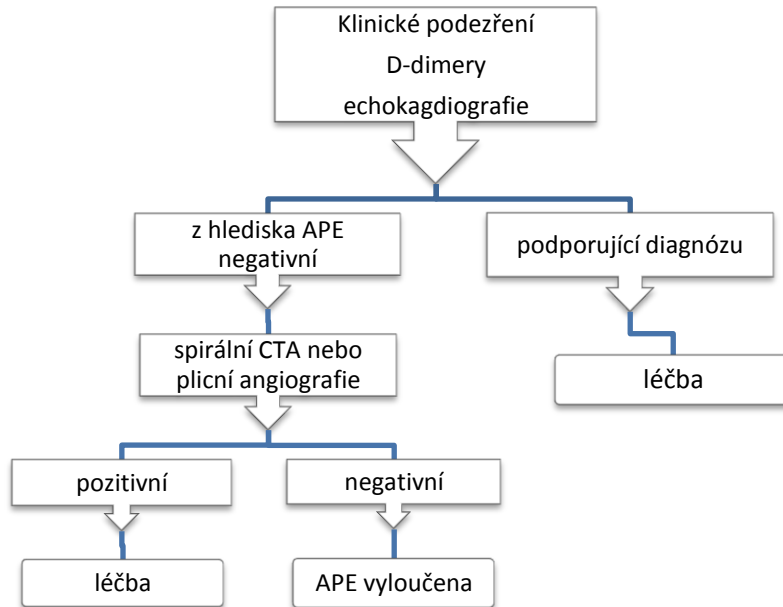 Klinické podezření
D-dimery
echokagdiografie
z hlediska APE
negativní
podporující diagnózu
spirální CTA nebo
plicní angiografie
léčba
pozitivní
negativní
léčba
APE vyloučena